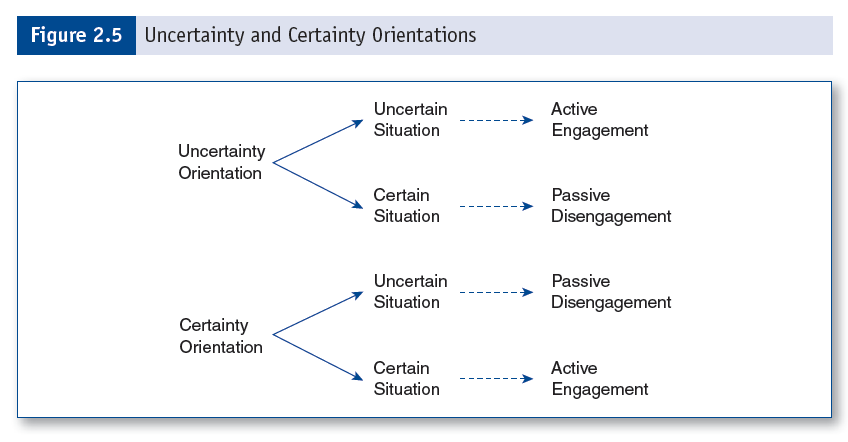 Figure 2.5 Uncertainty and Certainty Orientations
Uncertainty
Orientation
Uncertain
Situation
Active
Engagement
Certain
Situation
Passive
Disengagement
Certainty
Orientation
Uncertain
Situation
Passive
Disengagement
Certain
Situation
Active
Engagement